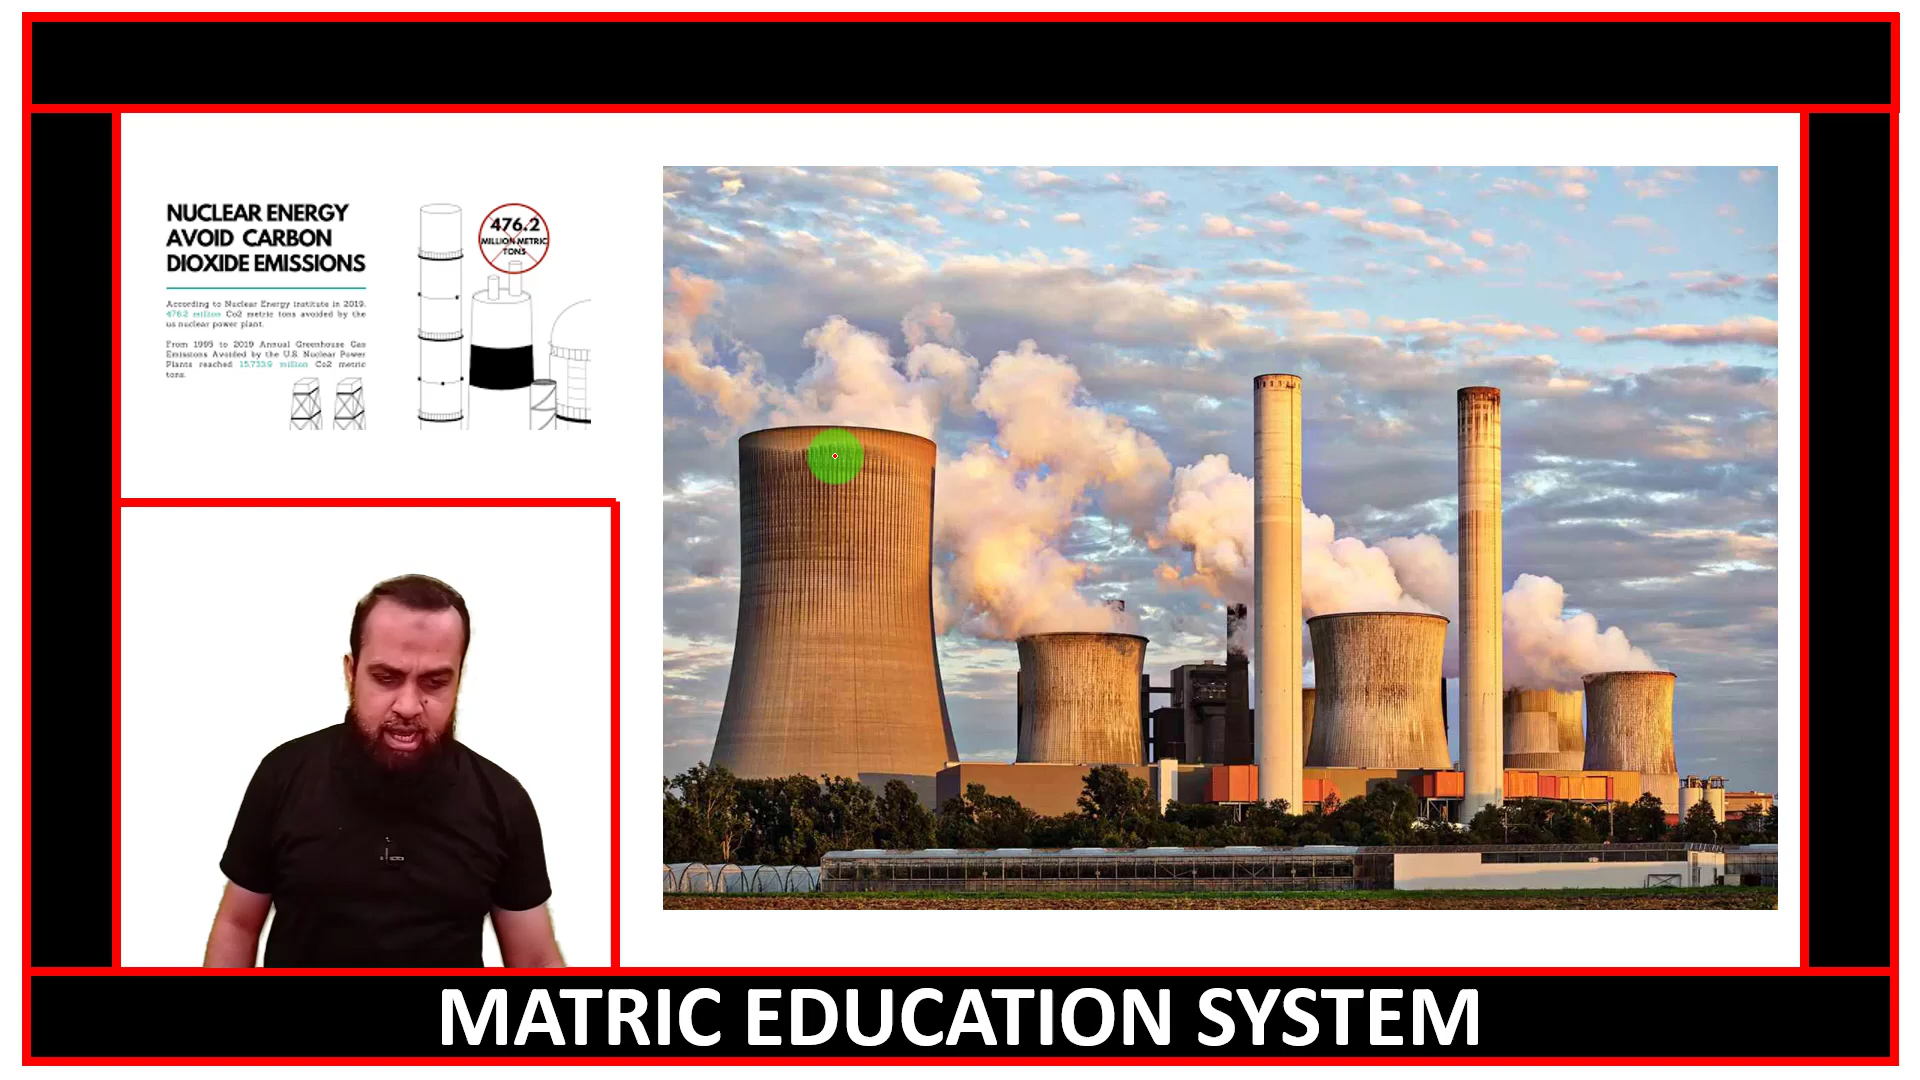 NUCLEAR ENERGY
AVOID CARBON
DIOXIDE EMISSIONS
According to Nuclear Energy institute in 2019,
476.2 million Co2 metric tons avoided by the
us nuclear power plant.
From 1995 to 2019 Annual Greenhouse Gas
Emissions Avoided by the U.S. Nuclear Power
Plants reached 15,733.9 million Co2 metric
tons.
476.2
MILLION METRIC
TONS
MATRIC EDUCATION SYSTEM